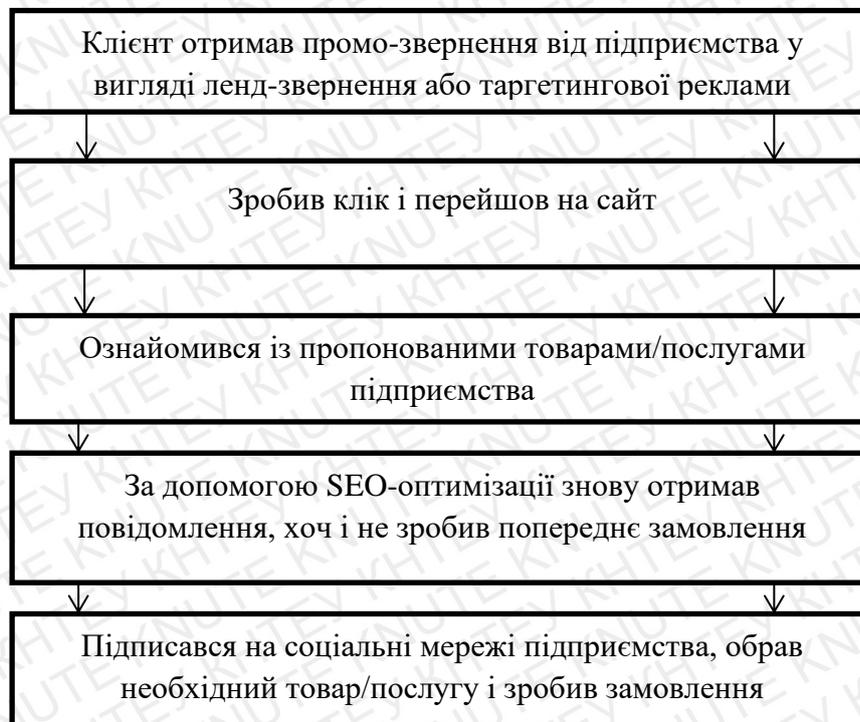 Клієнт отримав промо-звернення від підприємства у
вигляді ленд-звернення або таргетингової реклами
Зробив клік і перейшов на сайт
Ознайомився із пропонованими товарами/послугами
підприємства
За допомогою SEO-оптимізації знову отримав
повідомлення, хоч і не зробив попереднє замовлення
Підписався на соціальні мережі підприємства, обрав
необхідний товар/послугу і зробив замовлення